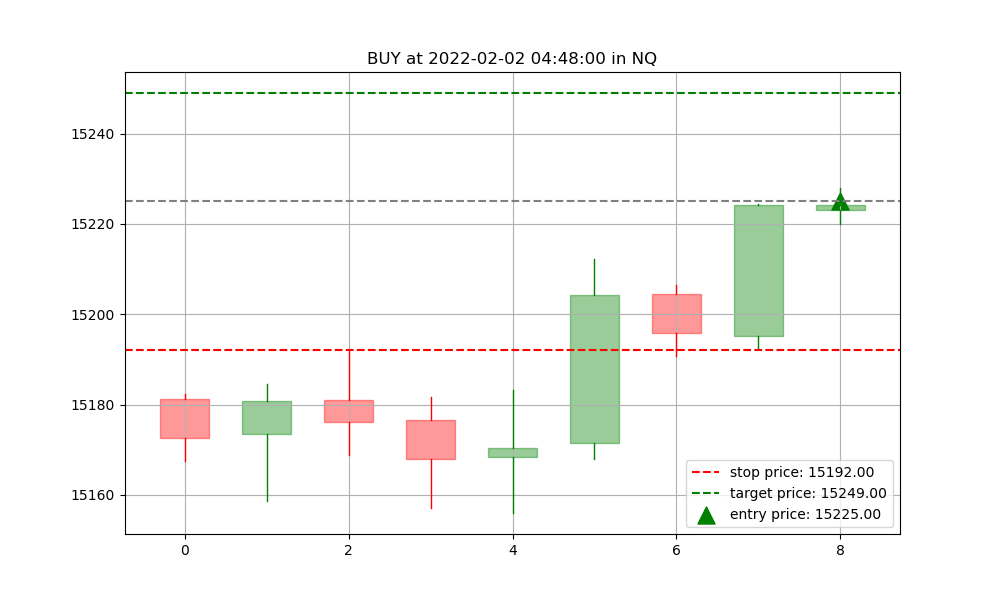 BUY at 2022-02-02 04:48:00 in NQ
15240
15220
15200
15180
15160
stop price: 15192.00
target price: 15249.00
entry price: 15225.00
0 2 4 6 8